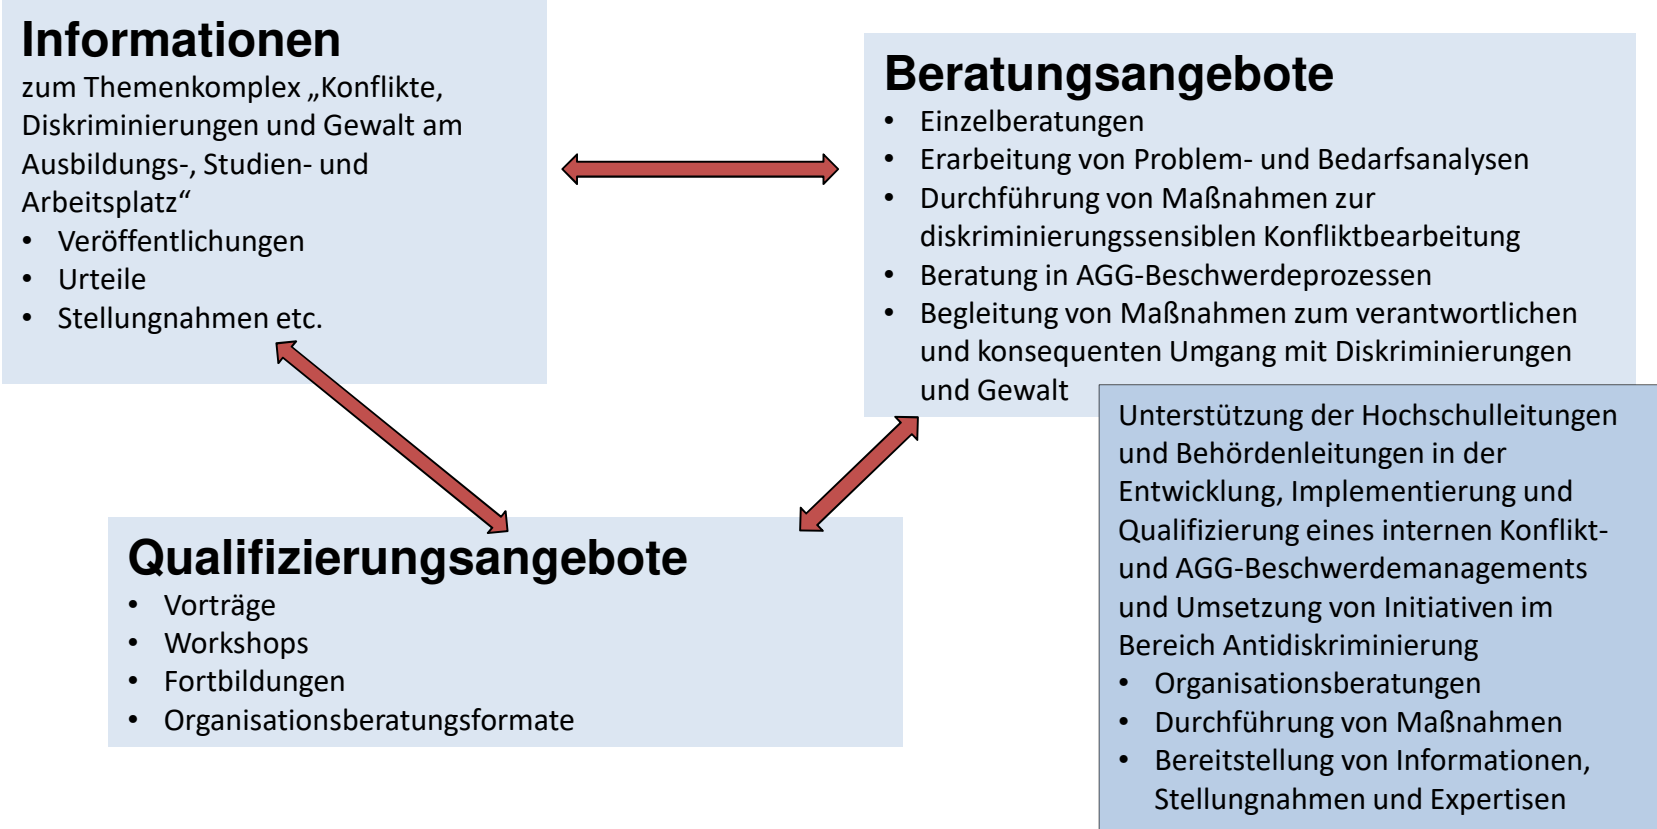 Informationen
zum Themenkomplex „Konflikte,
Diskriminierungen und Gewalt am
Ausbildungs-, Studien- und
Arbeitsplatz“
• Veröffentlichungen
• Urteile
• Stellungnahmen etc.
Beratungsangebote
• Einzelberatungen
• Erarbeitung von Problem- und Bedarfsanalysen
• Durchführung von Maßnahmen zur
diskriminierungssensiblen Konfliktbearbeitung
• Beratung in AGG-Beschwerdeprozessen
• Begleitung von Maßnahmen zum verantwortlichen
und konsequenten Umgang mit Diskriminierungen
und Gewalt
Qualifizierungsangebote
• Vorträge
• Workshops
• Fortbildungen
• Organisationsberatungsformate
Unterstützung der Hochschulleitungen
und Behördenleitungen in der
Entwicklung, Implementierung und
Qualifizierung eines internen Konflikt-
und AGG-Beschwerdemanagements
und Umsetzung von Initiativen im
Bereich Antidiskriminierung
• Organisationsberatungen
• Durchführung von Maßnahmen
• Bereitstellung von Informationen,
Stellungnahmen und Expertisen